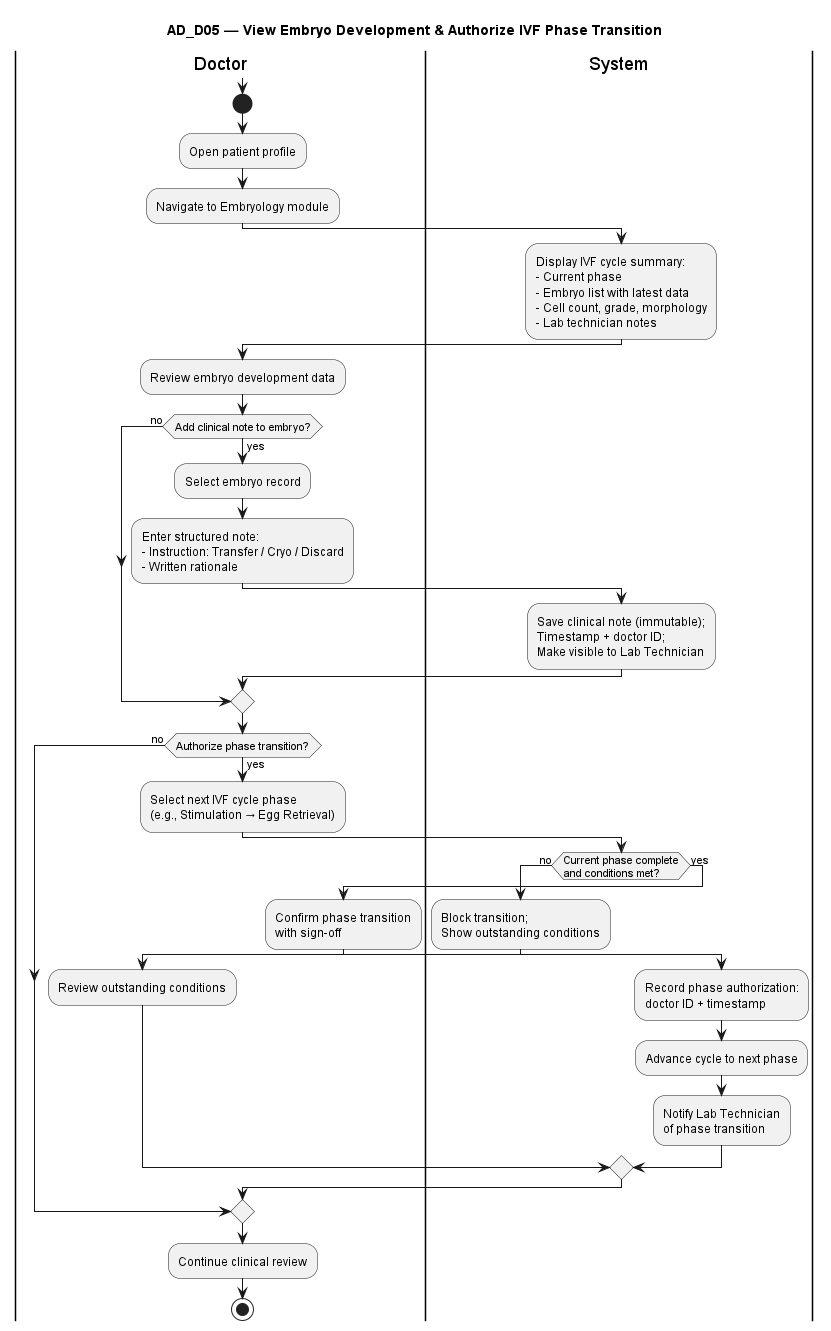 AD_D05 — View Embryo Development & Authorize IVF Phase Transition
Doctor
System
Open patient profile
Navigate to Embryology module
Display IVF cycle summary:
- Current phase
- Embryo list with latest data
- Cell count, grade, morphology
- Lab technician notes
Review embryo development data
no
Add clinical note to embryo?
yes
Select embryo record
Enter structured note:
- Instruction: Transfer / Cryo / Discard
- Written rationale
Save clinical note (immutable);
Timestamp + doctor ID;
Make visible to Lab Technician
no
Authorize phase transition?
yes
Select next IVF cycle phase
(e.g., Stimulation → Egg Retrieval)
no
Current phase complete
and conditions met?
yes
Confirm phase transition
with sign-off
Block transition;
Show outstanding conditions
Review outstanding conditions
Record phase authorization:
doctor ID + timestamp
Advance cycle to next phase
Notify Lab Technician
of phase transition
Continue clinical review